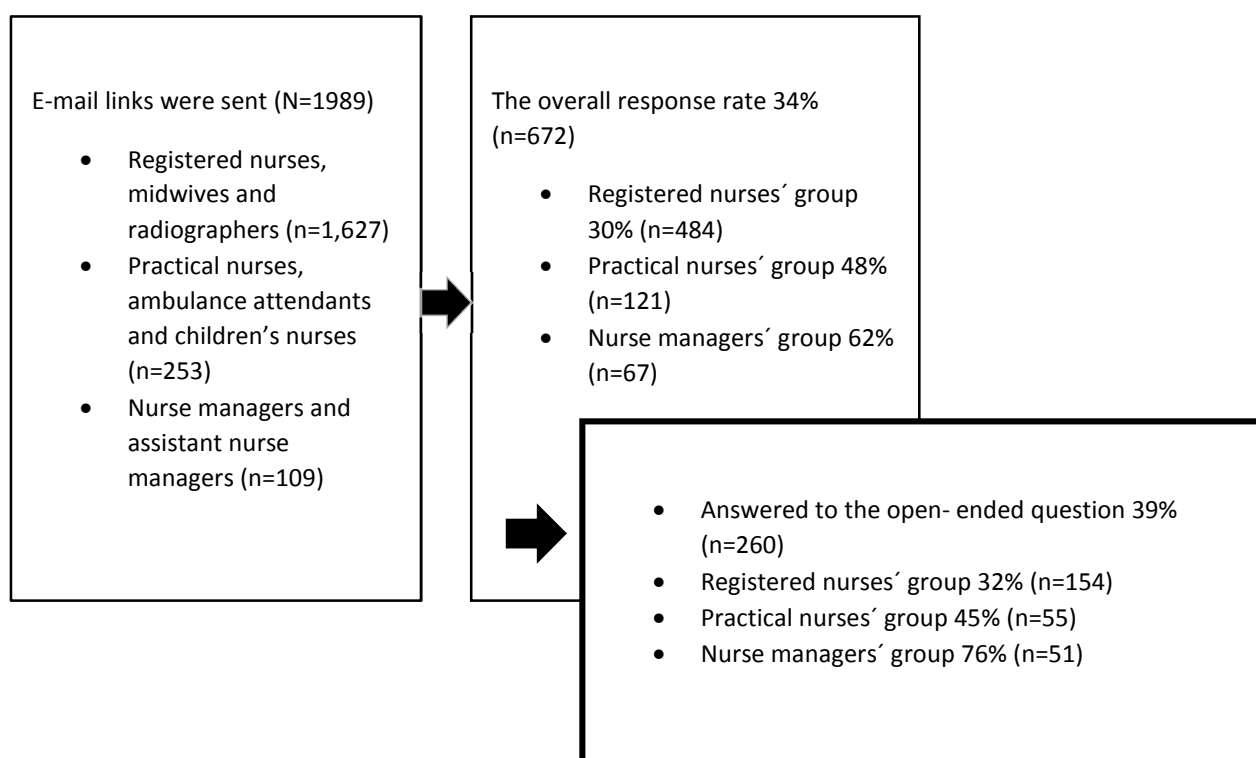 E-mail links were sent (N=1989)
• Registered nurses,
midwives and
radiographers (n=1,627)
• Practical nurses,
ambulance attendants
and children’s nurses
(n=253)
• Nurse managers and
assistant nurse
managers (n=109)
The overall response rate 34%
(n=672)
• Registered nurses´ group
30% (n=484)
• Practical nurses´ group 48%
(n=121)
• Nurse managers´ group 62%
(n=67)
• Answered to the open- ended question 39%
(n=260)
• Registered nurses´ group 32% (n=154)
• Practical nurses´ group 45% (n=55)
• Nurse managers´ group 76% (n=51)